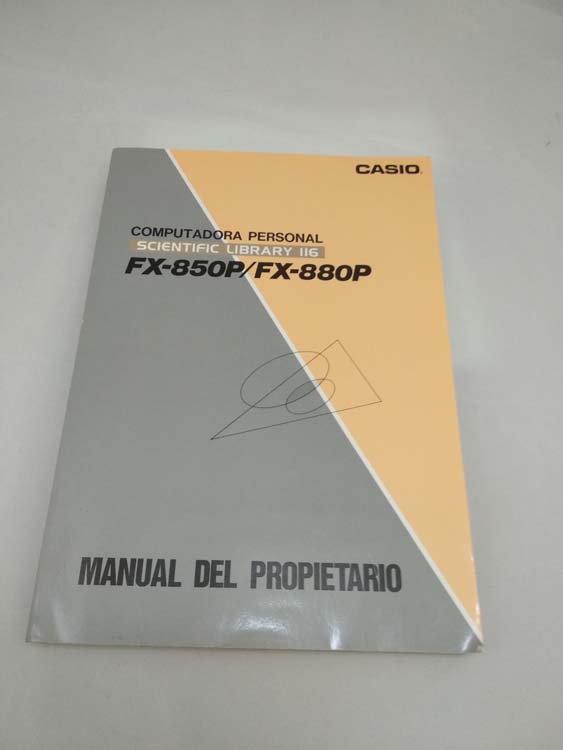 CASIO
COMPUTADORA PERSONAL
SCIENTIFIC LIBRARY 116
FX-850P/FX-880P
MANUAL DEL PROPIETARIO